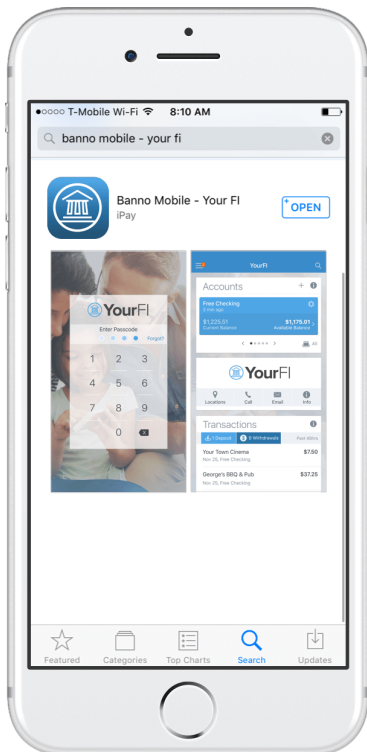 T-Mobile Wi-Fi 8:10 AM
banno mobile - your fi
Banno Mobile - Your FI
iPay
+OPEN
YourFI
Enter Passcode
Forgot?
1 2 3
4 5 6
7 8 9
0
YourFI
Accounts
Free Checking
2 min ago
$1,225.51 $1,175.01
Current Balance Available Balance
All
YourFI
Locations Call Email Info
Transactions
1 Deposit 3 Withdrawals
Your Town Cinema $7.50
Nov 25, Free Checking
George's BBQ & Pub $37.25
Nov 25, Free Checking
Featured Categories Top Charts Search Updates